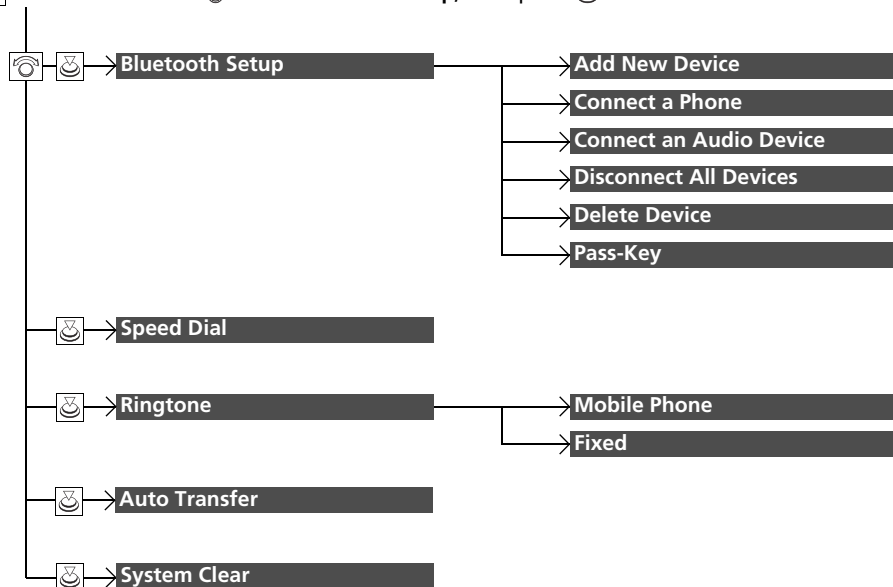 Bluetooth Setup
Add New Device
Connect a Phone
Connect an Audio Device
Disconnect All Devices
Delete Device
Pass-Key
Speed Dial
Ringtone
Mobile Phone
Fixed
Auto Transfer
System Clear